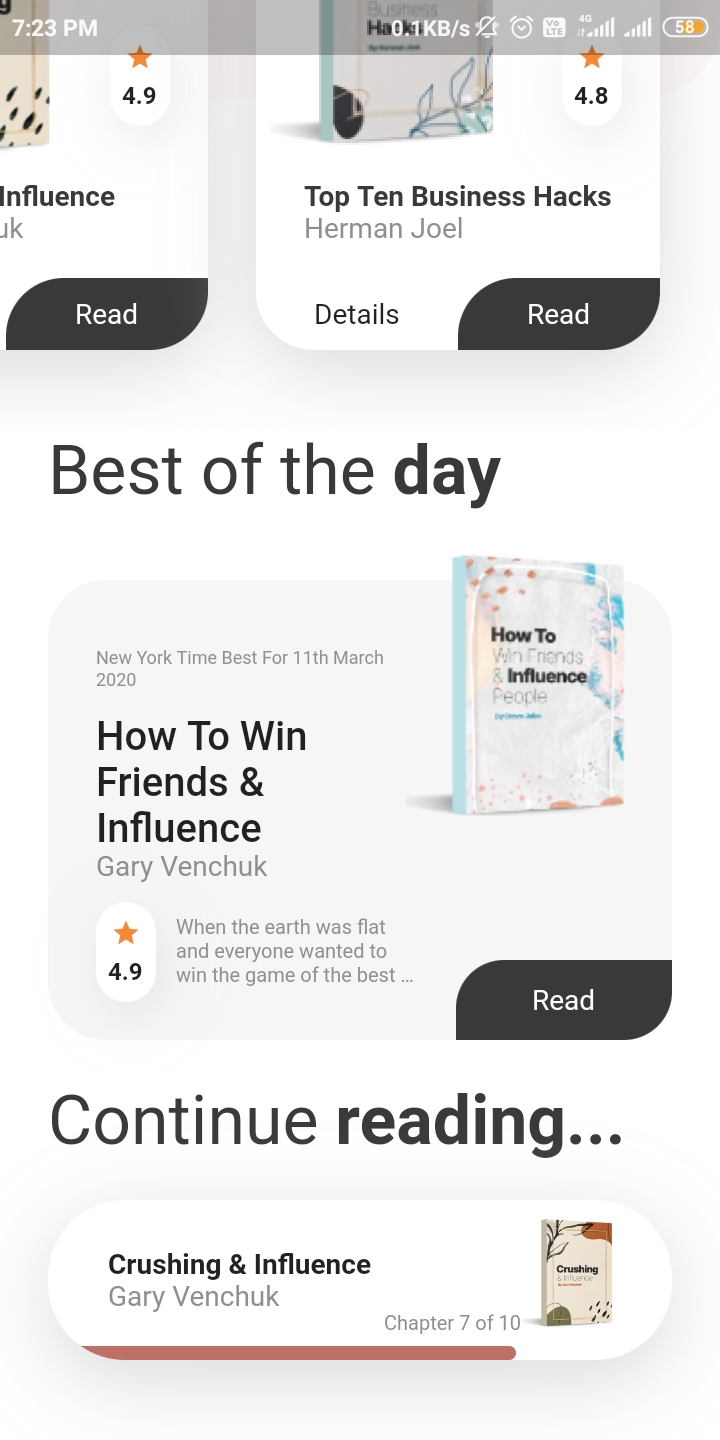 7:23 PM
0.1KB/s
4G
Vo LTE
58
Business
Hacks
By Herman Joel
4.9
4.8
Influence
uk
Top Ten Business Hacks
Herman Joel
Read
Details
Read
Best of the day
New York Time Best For 11th March
2020
How To Win
Friends &
Influence
Gary Venchuk
4.9
When the earth was flat
and everyone wanted to
win the game of the best ...
How To
Win Friends
& Influence
People
Read
Continue reading...
Crushing & Influence
Gary Venchuk
Chapter 7 of 10
Crushing
& Influence